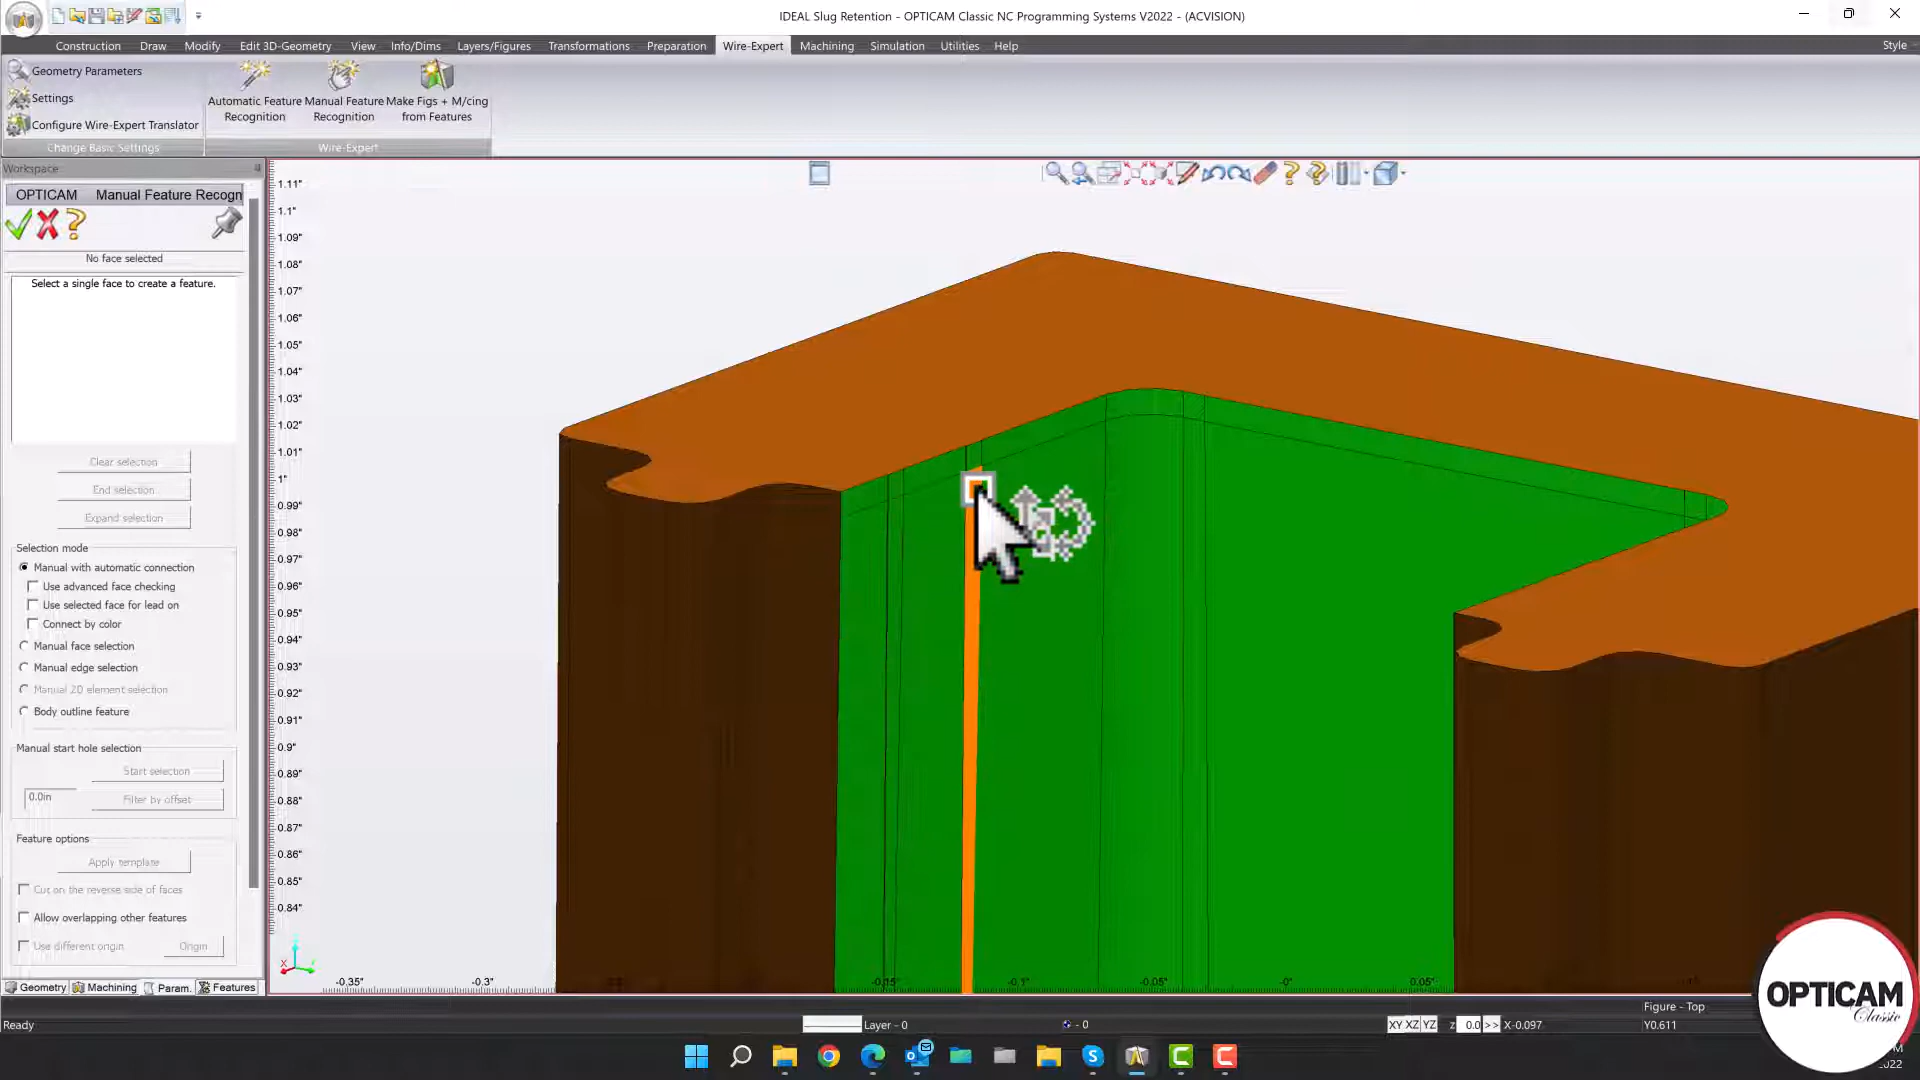 IDEAL Slug Retention - OPTICAM Classic NC Programming Systems V2022 - (ACVISION)
Construction Draw Modify Edit 3D-Geometry View Info/Dims Layers/Figures Transformations Preparation Wire-Expert Machining Simulation Utilities Help Style
Geometry Parameters
Settings
Configure Wire-Expert Translator
Change Basic Settings
Automatic Feature Recognition
Manual Feature Recognition
Make Figs + M/cing from Features
Wire-Expert
Workspace
OPTICAM Manual Feature Recogn
No face selected
Select a single face to create a feature.
Clear selection
End selection
Expand selection
Selection mode
Manual with automatic connection
Use advanced face checking
Use selected face for lead on
Connect by color
Manual face selection
Manual edge selection
Manual 2D element selection
Body outline feature
Manual start hole selection
Start selection
0.0in Filter by offset
Feature options
Apply template
Cut on the reverse side of faces
Allow overlapping other features
Use different origin Origin
Geometry Machining Param. Features
1.11"
1.1"
1.09"
1.08"
1.07"
1.06"
1.05"
1.04"
1.03"
1.02"
1.01"
1"
0.99"
0.98"
0.97"
0.96"
0.95"
0.94"
0.93"
0.92"
0.91"
0.9"
0.89"
0.88"
0.87"
0.86"
0.85"
0.84"
-0.35" -0.3" -0.15" -0.1" -0.05" -0" 0.05"
Figure - Top
Ready Layer - 0 - 0 XY XZ YZ z 0.0 >> X-0.097 Y0.611
OPTICAM
Classic